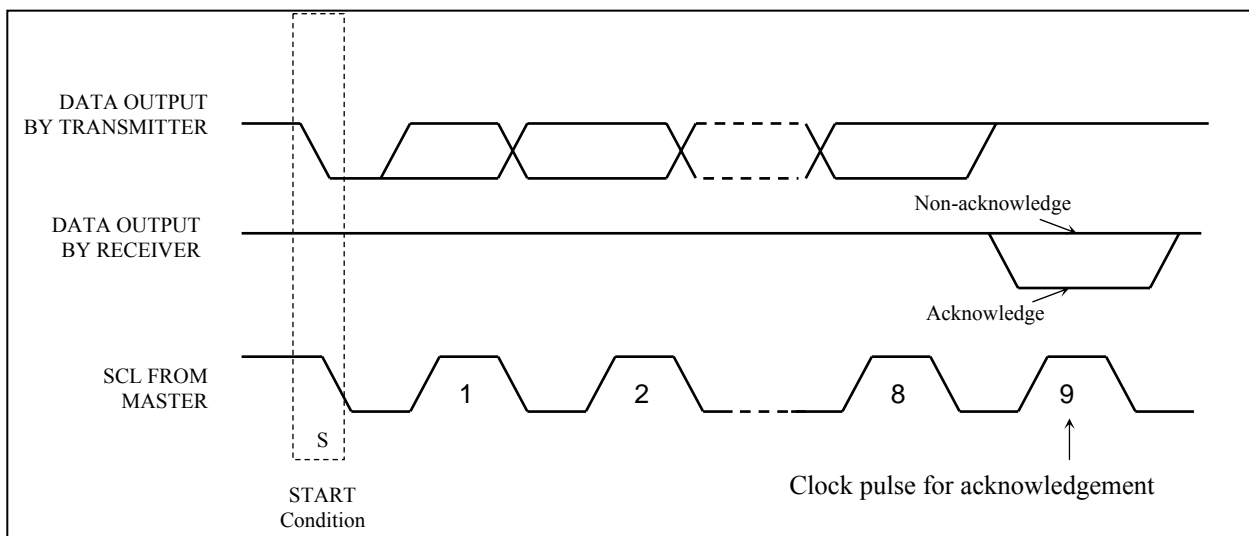 DATA OUTPUT
BY TRANSMITTER
Non-acknowledge
DATA OUTPUT
BY RECEIVER
Acknowledge
SCL FROM
MASTER
1
2
8
9
S
START
Condition
Clock pulse for acknowledgement